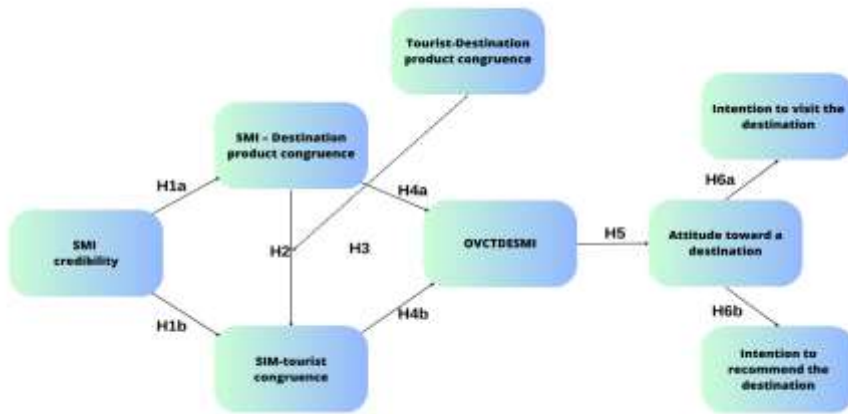 Tourist-Destination
product congruence
Intention to visit the
destination
SMI – Destination
product congruence
H1a
H4a
H6a
SMI
credibility
H2
H3
OVCTDESMI
H5
Attitude toward a
destination
H1b
H4b
H6b
SIM-tourist
congruence
Intention to
recommend the
destination